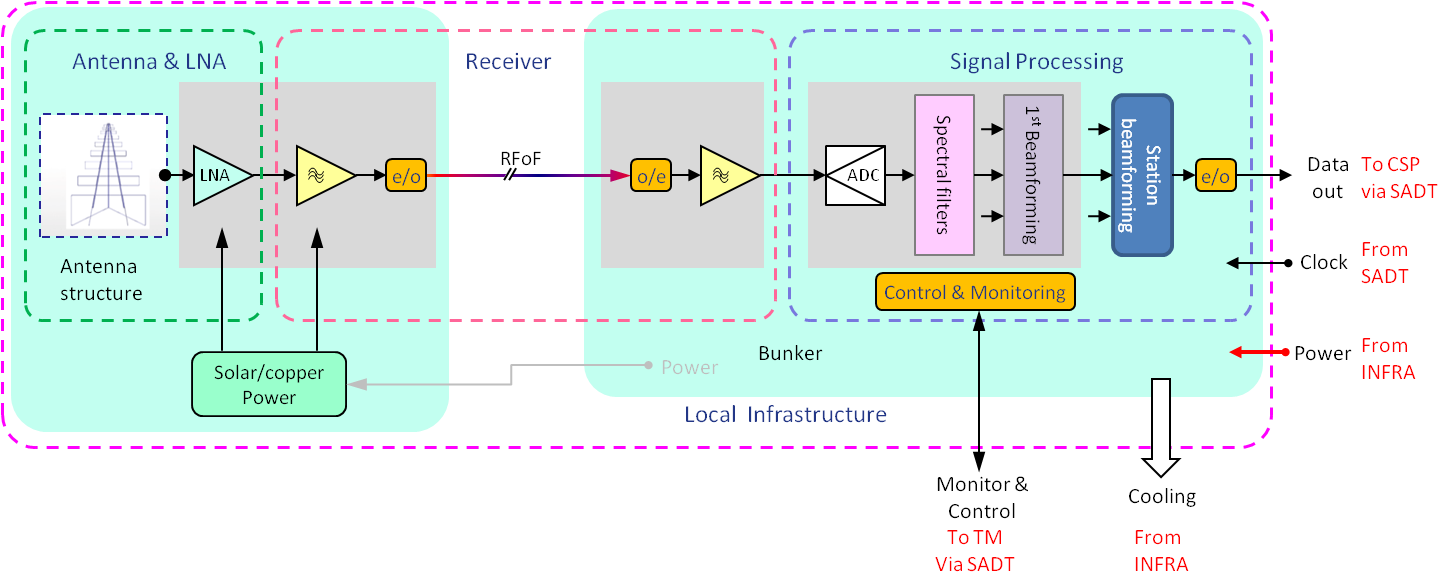 Antenna & LNA
Receiver
Signal Processing
LNA
≈
e/o
RFoF
o/e
≈
ADC
Spectral filters
1st Beamforming
Station
beamforming
e/o
Data
out
To CSP
via SADT
Antenna
structure
Clock
From
SADT
Control & Monitoring
Solar/copper
Power
Power
Bunker
Power
From
INFRA
Local Infrastructure
Monitor &
Control
To TM
Via SADT
Cooling
From
INFRA